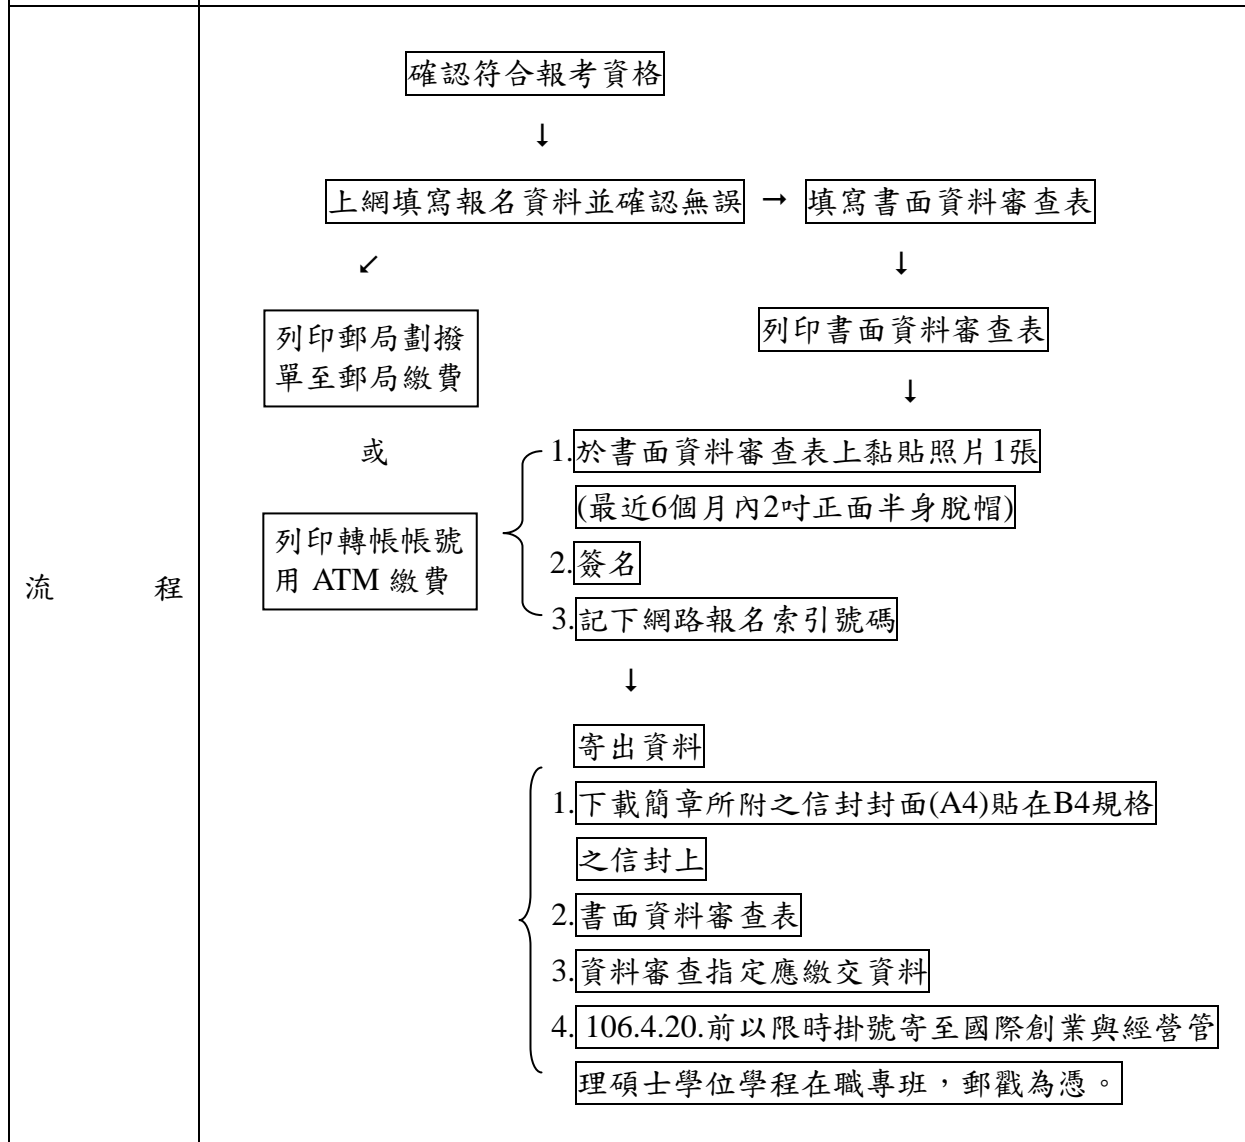 流 程
確認符合報考資格
↓
上網填寫報名資料並確認無誤 → 填寫書面資料審查表
↙ ↓
列印郵局劃撥
單至郵局繳費
或
列印轉帳帳號
用 ATM 繳費
列印書面資料審查表
↓
1.於書面資料審查表上黏貼照片1張
(最近6個月內2吋正面半身脫帽)
2.簽名
3.記下網路報名索引號碼
↓
寄出資料
1.下載簡章所附之信封封面(A4)貼在B4規格
之信封上
2.書面資料審查表
3.資料審查指定應繳交資料
4. 106.4.20.前以限時掛號寄至國際創業與經營管
理碩士學位學程在職專班，郵戳為憑。